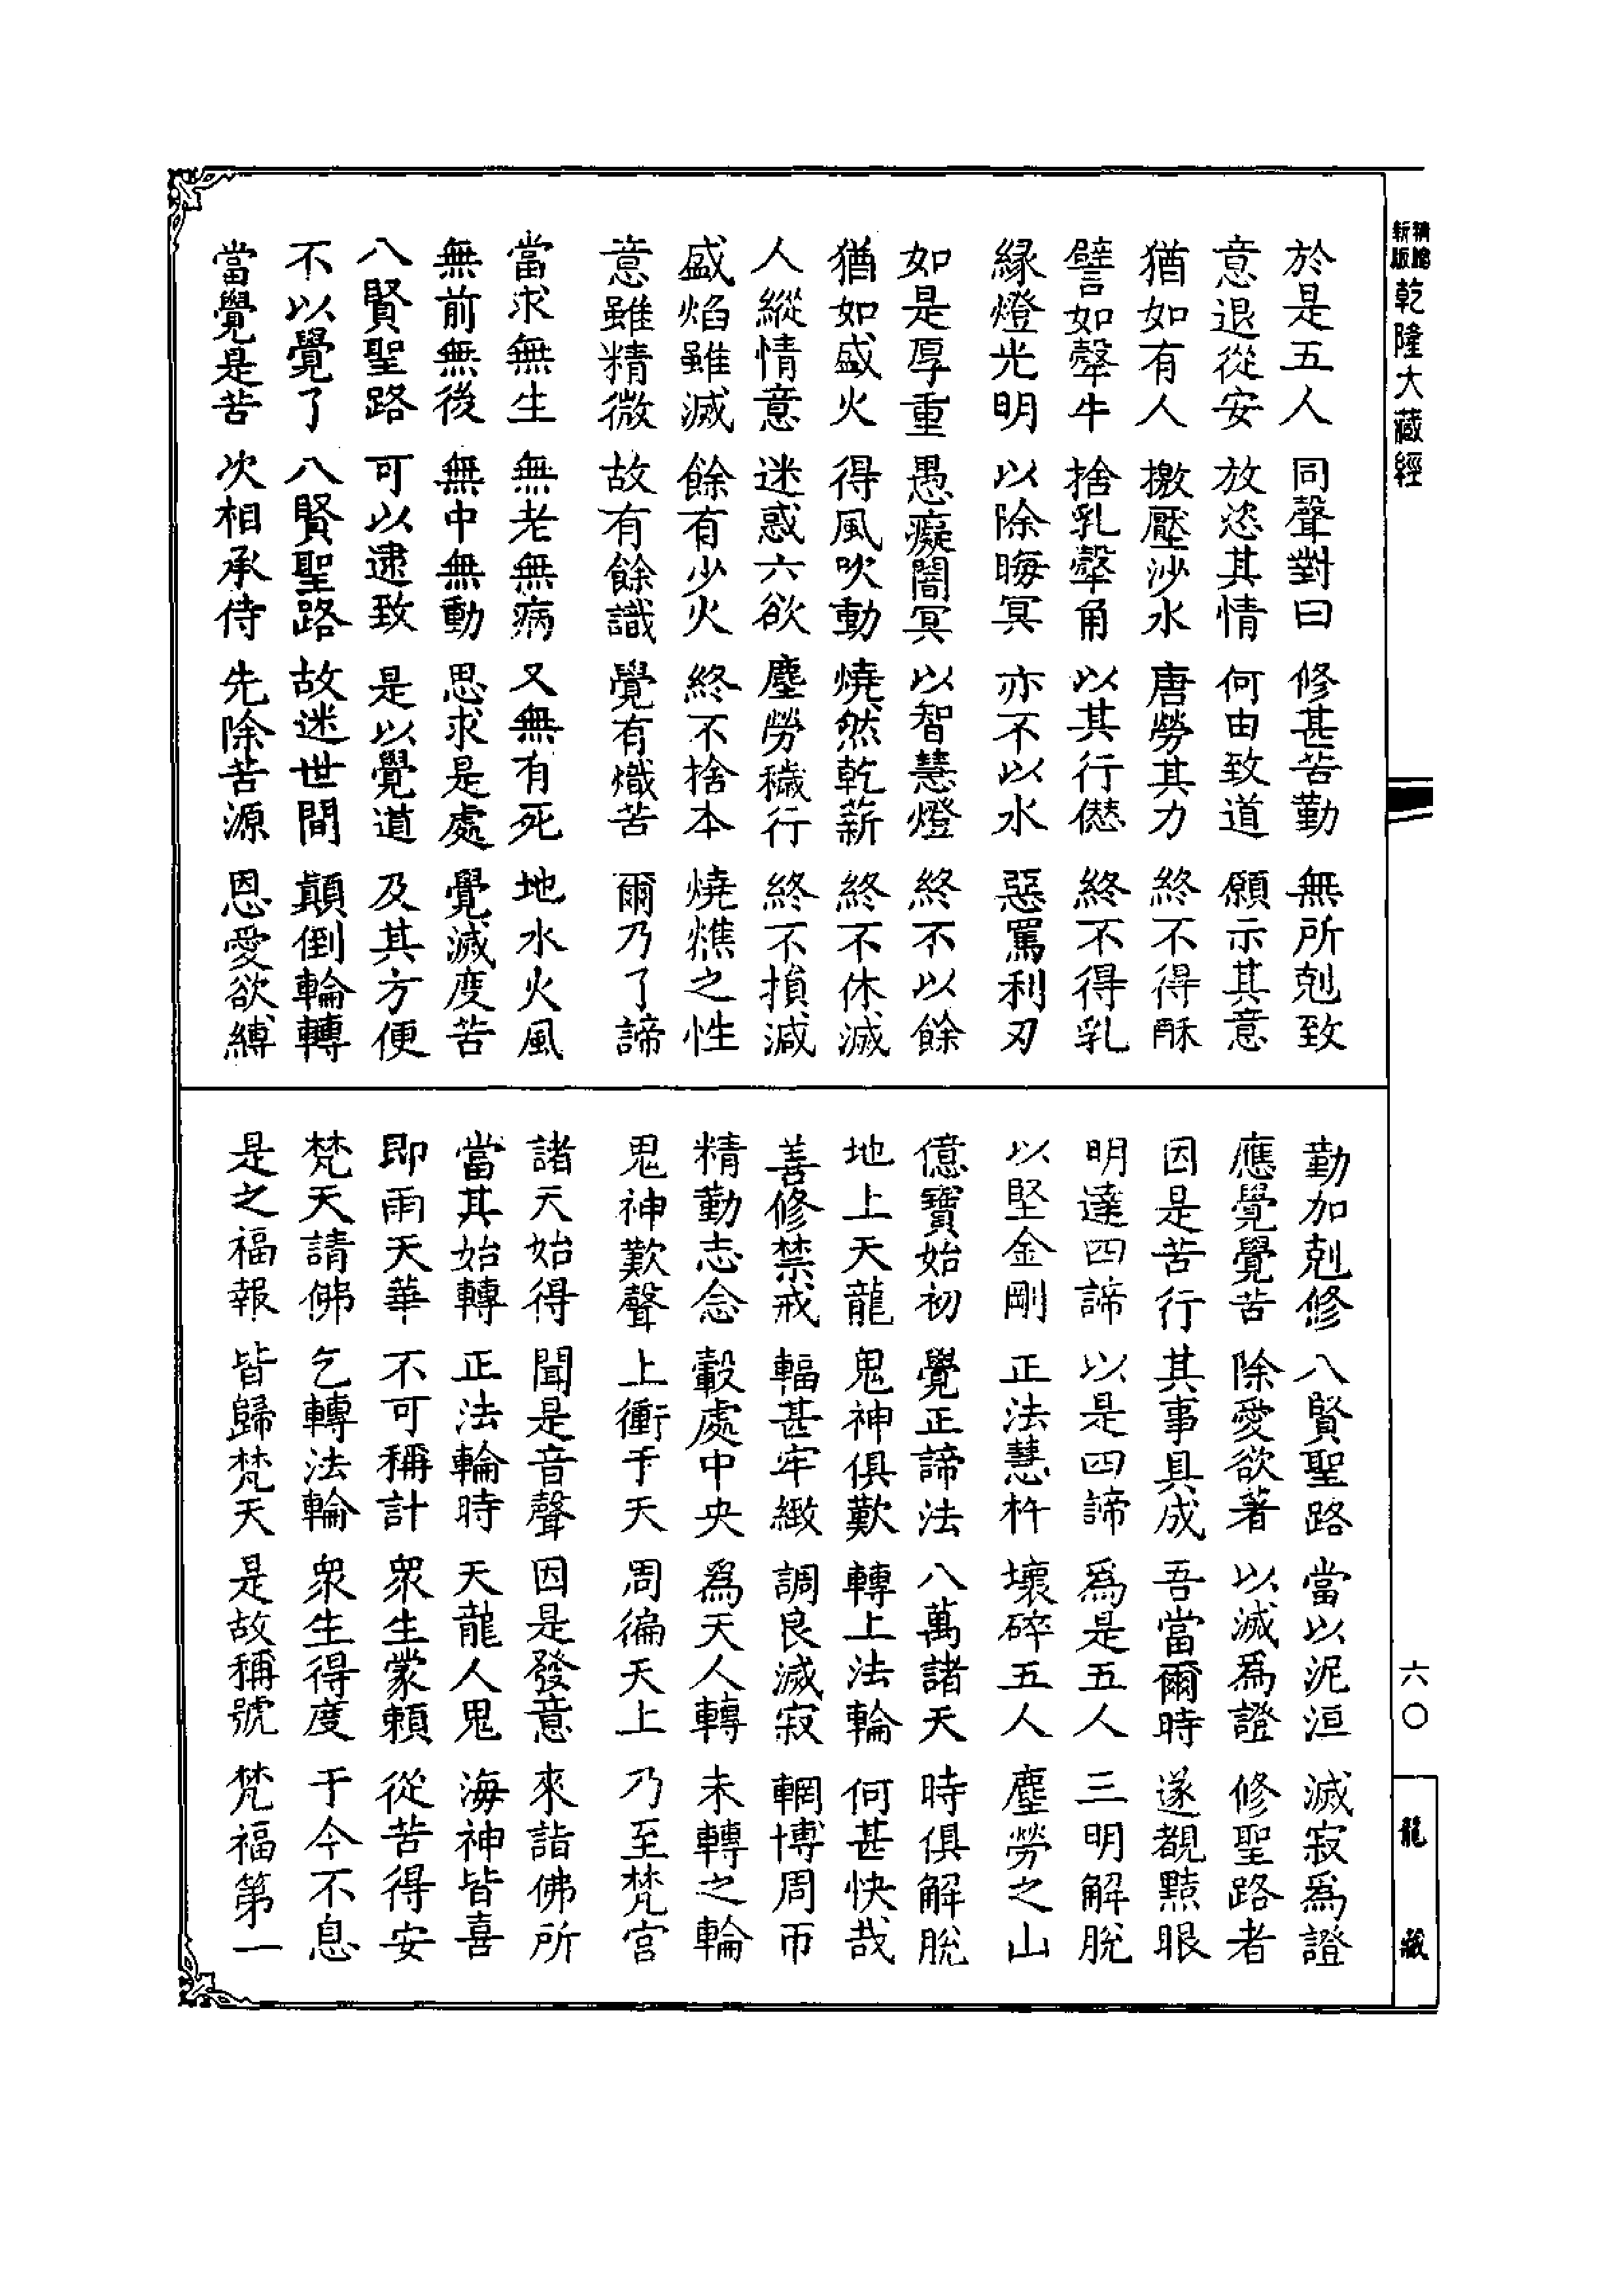 新版 精縮 乾隆大藏經
於是五人 同聲對曰 修甚苦勤 無所剋致
意退從安 放恣其情 何由致道 願示其意
猶如有人 撽壓沙水 唐勞其力 終不得酥
譬如犛牛 捨乳犛角 以其行僁 終不得乳
緣燈光明 以除晦冥 亦不以水 惡罵利刃
如是厚重 愚癡闇冥 以智慧燈 終不以餘
猶如盛火 得風吹動 燒然乾薪 終不休滅
人縱情意 迷惑六欲 塵勞穢行 終不損減
盛焰雖滅 餘有少火 終不捨本 燒燋之性
意雖精微 故有餘識 覺有熾苦 爾乃了諦
當求無生 無老無病 又無有死 地水火風
無前無後 無中無動 思求是處 覺滅度苦
八賢聖路 可以逮致 是以覺道 及其方便
不以覺了 八賢聖路 故迷世間 顛倒輪轉
當覺是苦 次相承侍 先除苦源 恩愛欲縛
勤加剋修 八賢聖路 當以泥洹 滅寂為證
應覺覺苦 除愛欲著 以滅為證 修聖路者
因是苦行 其事具成 吾當爾時 遂覩黠眼
明達四諦 以是四諦 為是五人 三明解脫
以堅金剛 正法慧杵 壞碎五人 塵勞之山
億寶始初 覺正諦法 八萬諸天 時俱解脫
地上天龍 鬼神俱歎 轉上法輪 何甚快哉
善修禁戒 輻甚牢緻 調良滅寂 輞博周帀
精勤志念 轂處中央 為天人轉 未轉之輪
鬼神歎聲 上衝于天 周徧天上 乃至梵宮
諸天始得 聞是音聲 因是發意 來詣佛所
當其始轉 正法輪時 天龍人鬼 海神皆喜
即雨天華 不可稱計 眾生蒙賴 從苦得安
梵天請佛 乞轉法輪 眾生得度 于今不息
是之福報 皆歸梵天 是故稱號 梵福第一
六〇
龍藏